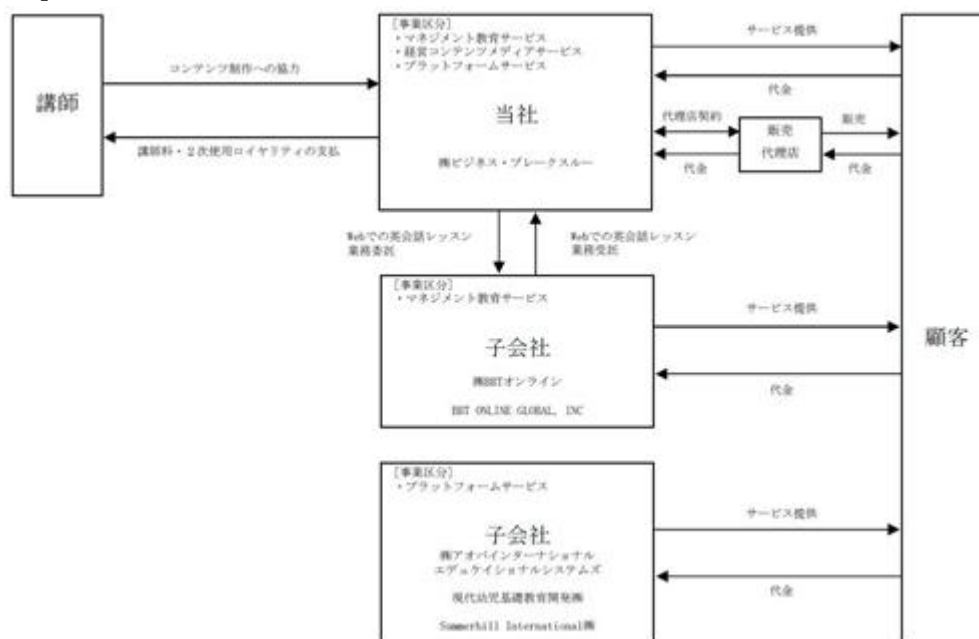 ［事業区分］
・マネジメント教育サービス
・経営コンテンツメディアサービス
・プラットフォームサービス
当社
㈱ビジネス・ブレークスルー
講師
コンテンツ制作への協力
講師料・２次使用ロイヤリティの支払
サービス提供
代金
代理店契約
代金
販売
代理店
販売
代金
顧客
Webでの英会話レッスン
業務委託
Webでの英会話レッスン
業務受託
［事業区分］
・マネジメント教育サービス
子会社
㈱BBTオンライン
BBT ONLINE GLOBAL, INC
サービス提供
代金
［事業区分］
・プラットフォームサービス
子会社
㈱アオバインターナショナル
エデュケイショナルシステムズ
現代幼児基礎教育開発㈱
Summerhill International㈱
サービス提供
代金